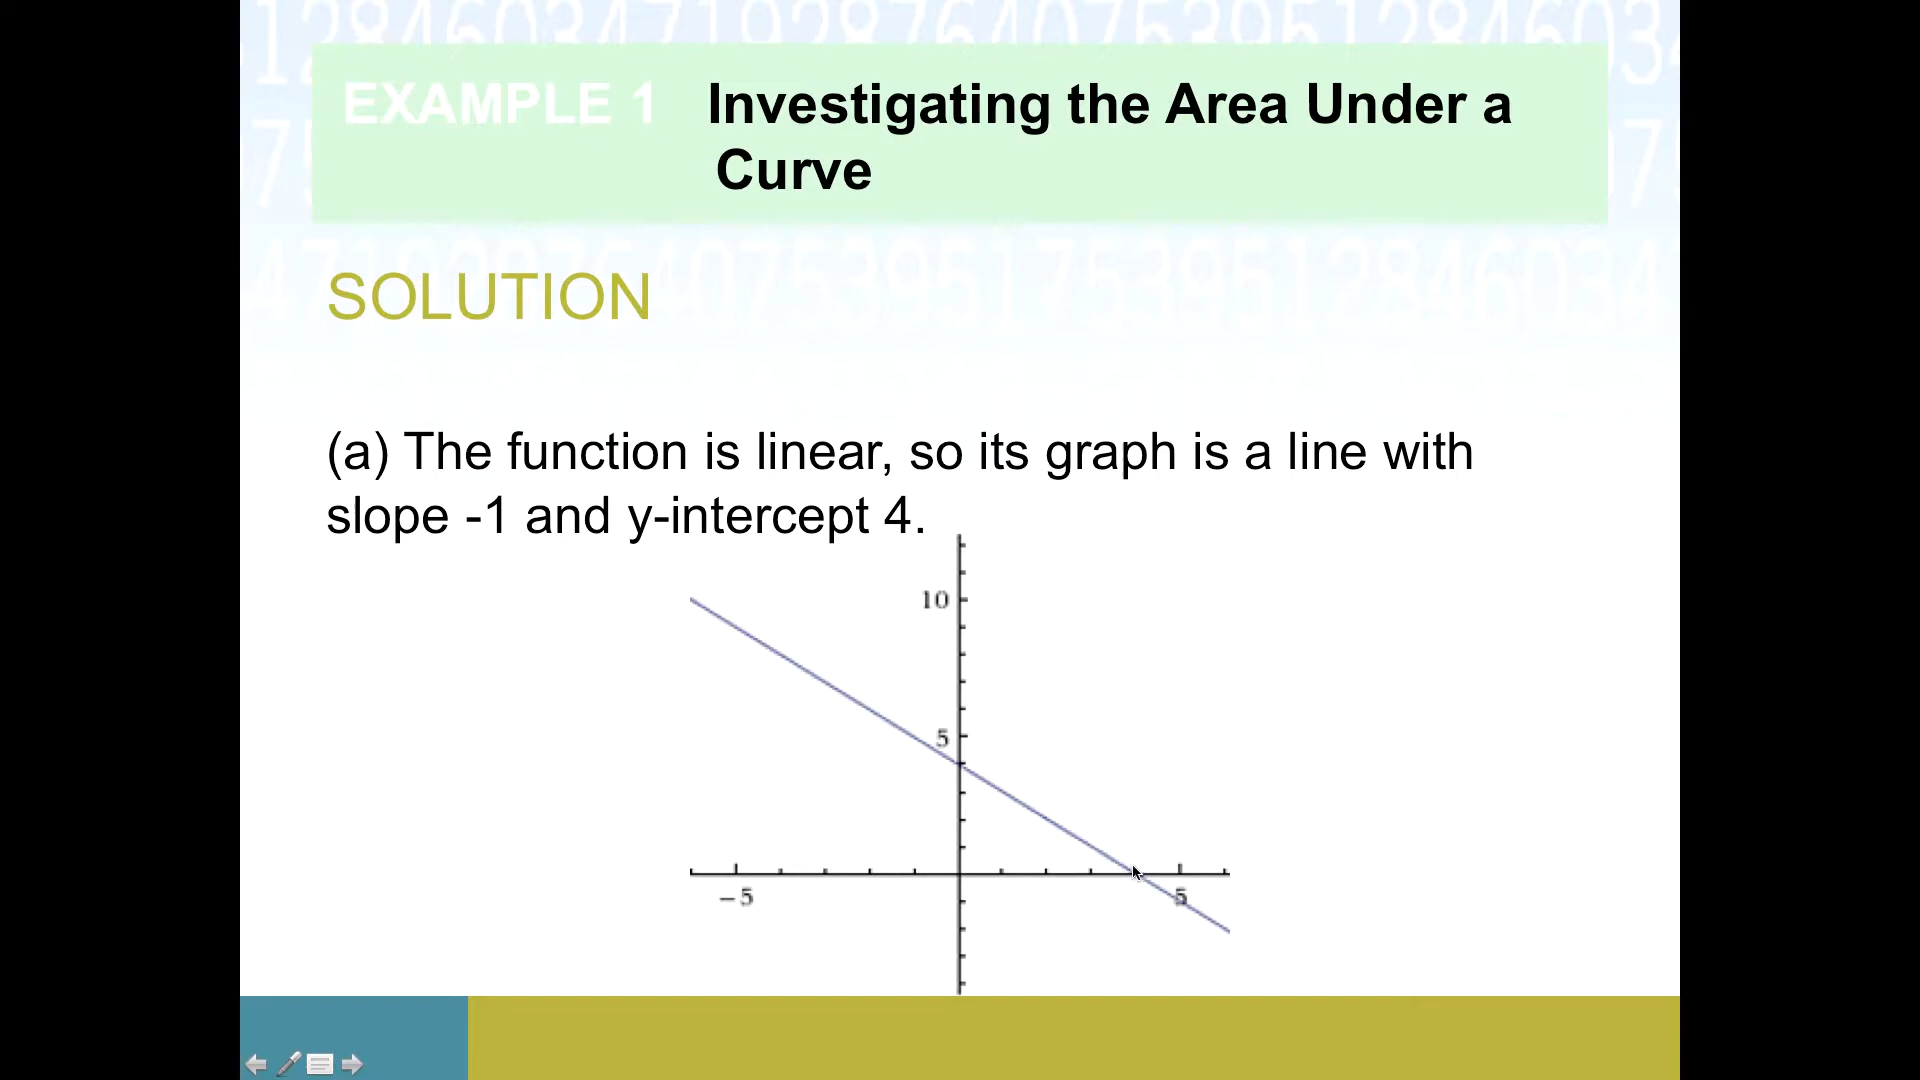 EXAMPLE 1 Investigating the Area Under a
Curve
SOLUTION
(a) The function is linear, so its graph is a line with
slope -1 and y-intercept 4.
10
5
−5
5